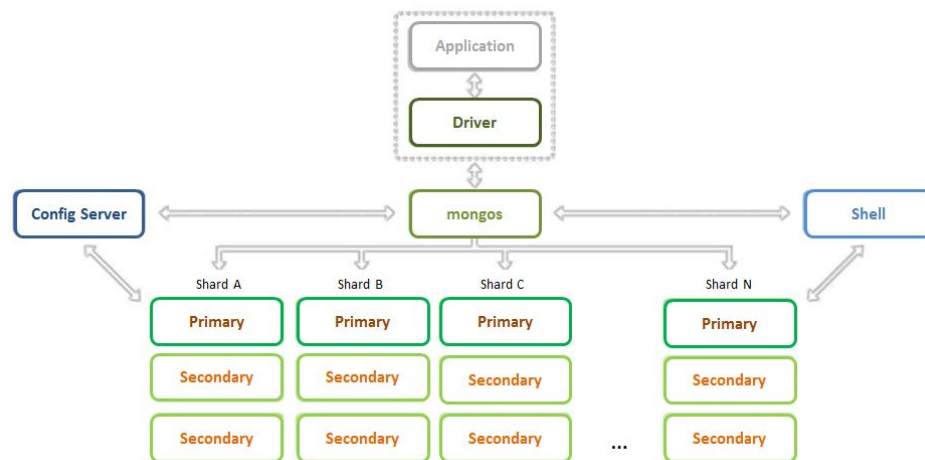 Application
Driver
Config Server
mongos
Shell
Shard A
Shard B
Shard C
Shard N
Primary
Primary
Primary
Primary
Secondary
Secondary
Secondary
Secondary
Secondary
Secondary
Secondary
...
Secondary